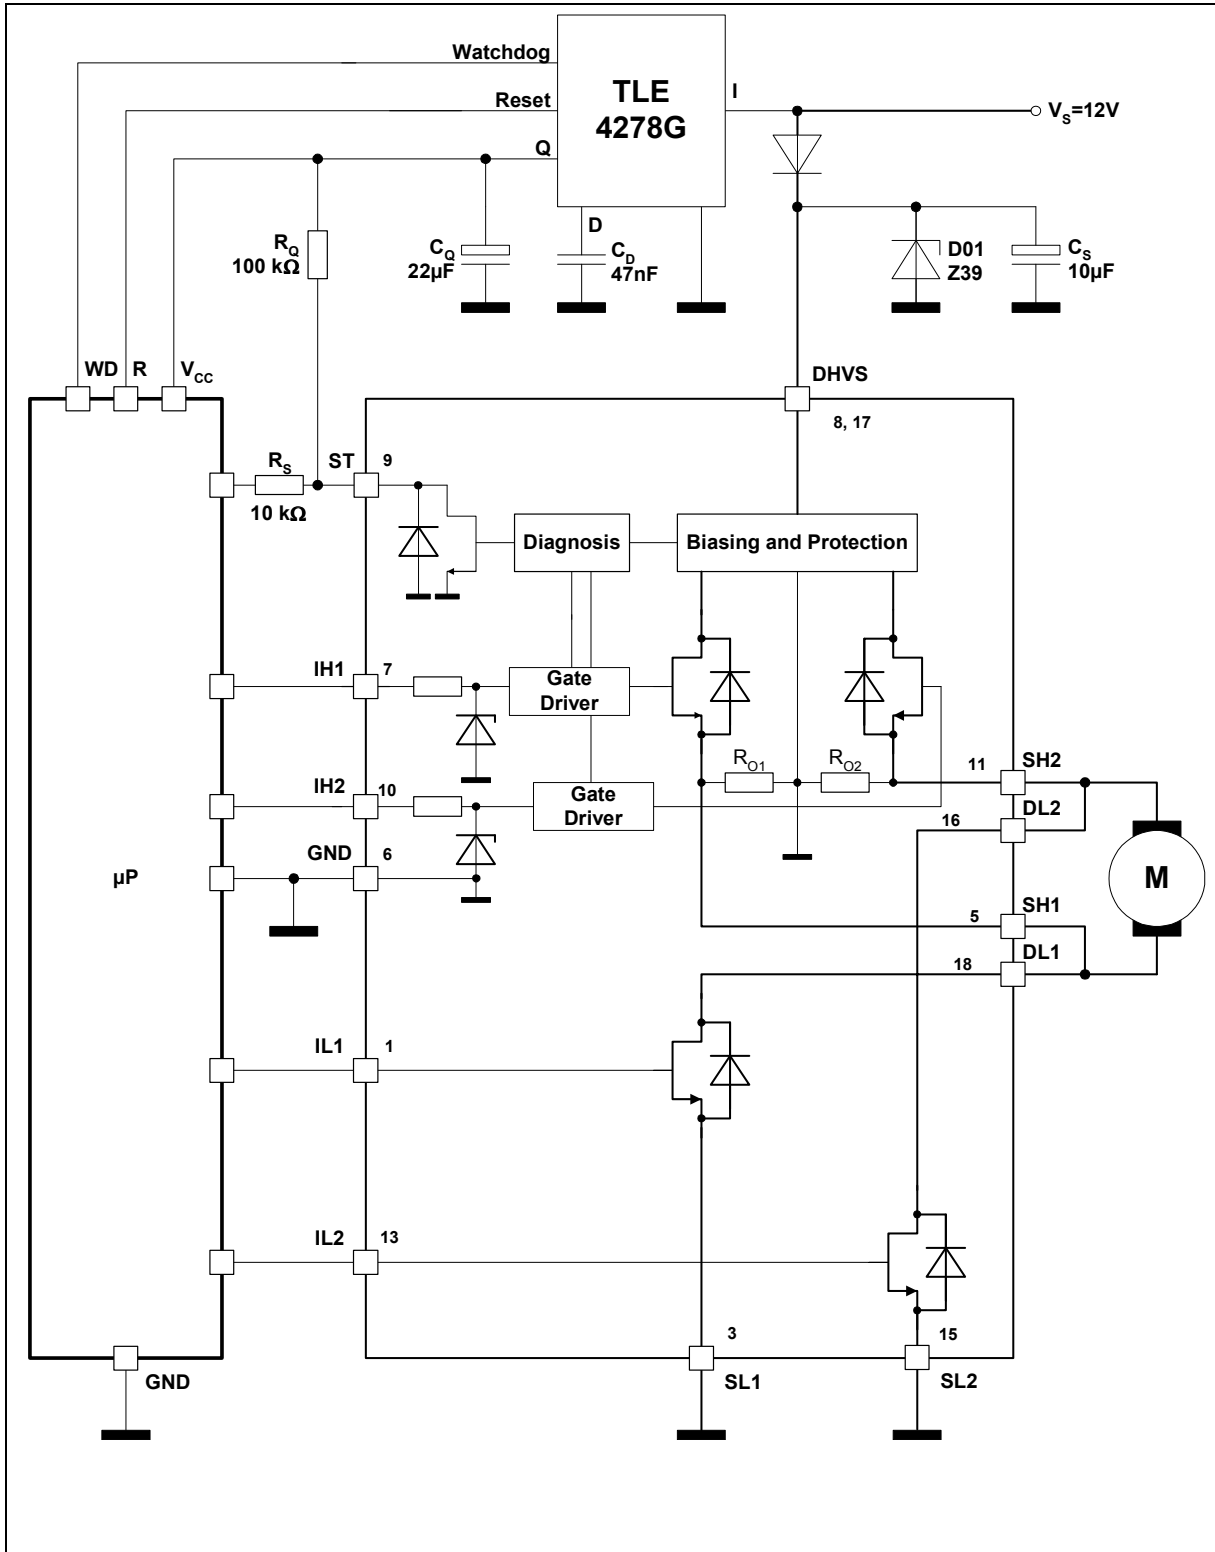 Watchdog
TLE
4278G
I
Reset
V_S=12V
Q
D
R_Q
100 kΩ
C_Q
22µF
C_D
47nF
D01
Z39
C_S
10µF
WD
R
V_CC
DHVS
8, 17
R_S
10 kΩ
ST
9
Diagnosis
Biasing and Protection
IH1
7
Gate
Driver
R_O1
R_O2
11
SH2
IH2
10
Gate
Driver
16
DL2
GND
6
µP
M
5
SH1
18
DL1
IL1
1
IL2
13
3
15
GND
SL1
SL2